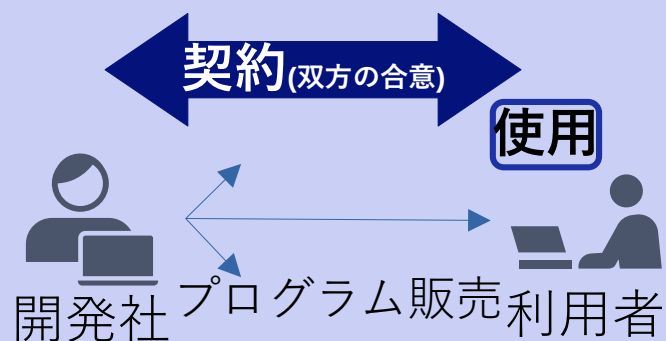 契約(双方の合意)
使用
開発社
プログラム販売
利用者